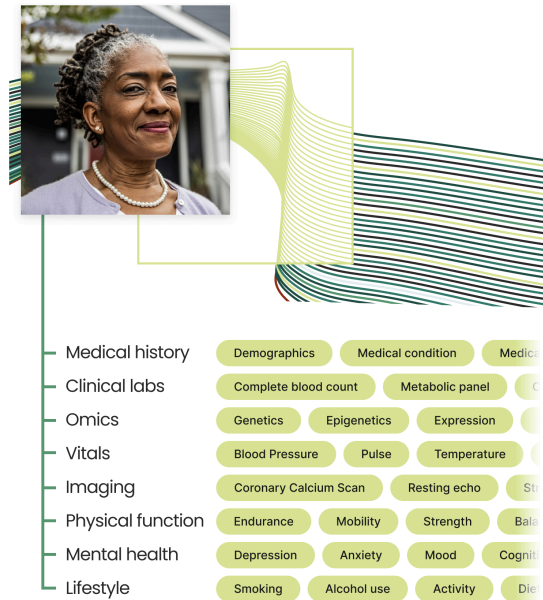 Medical history Demographics Medical condition
Clinical labs Complete blood count Metabolic panel
Omics Genetics Epigenetics Expression
Vitals Blood Pressure Pulse Temperature
Imaging Coronary Calcium Scan Resting echo
Physical function Endurance Mobility Strength
Mental health Depression Anxiety Mood
Lifestyle Smoking Alcohol use Activity